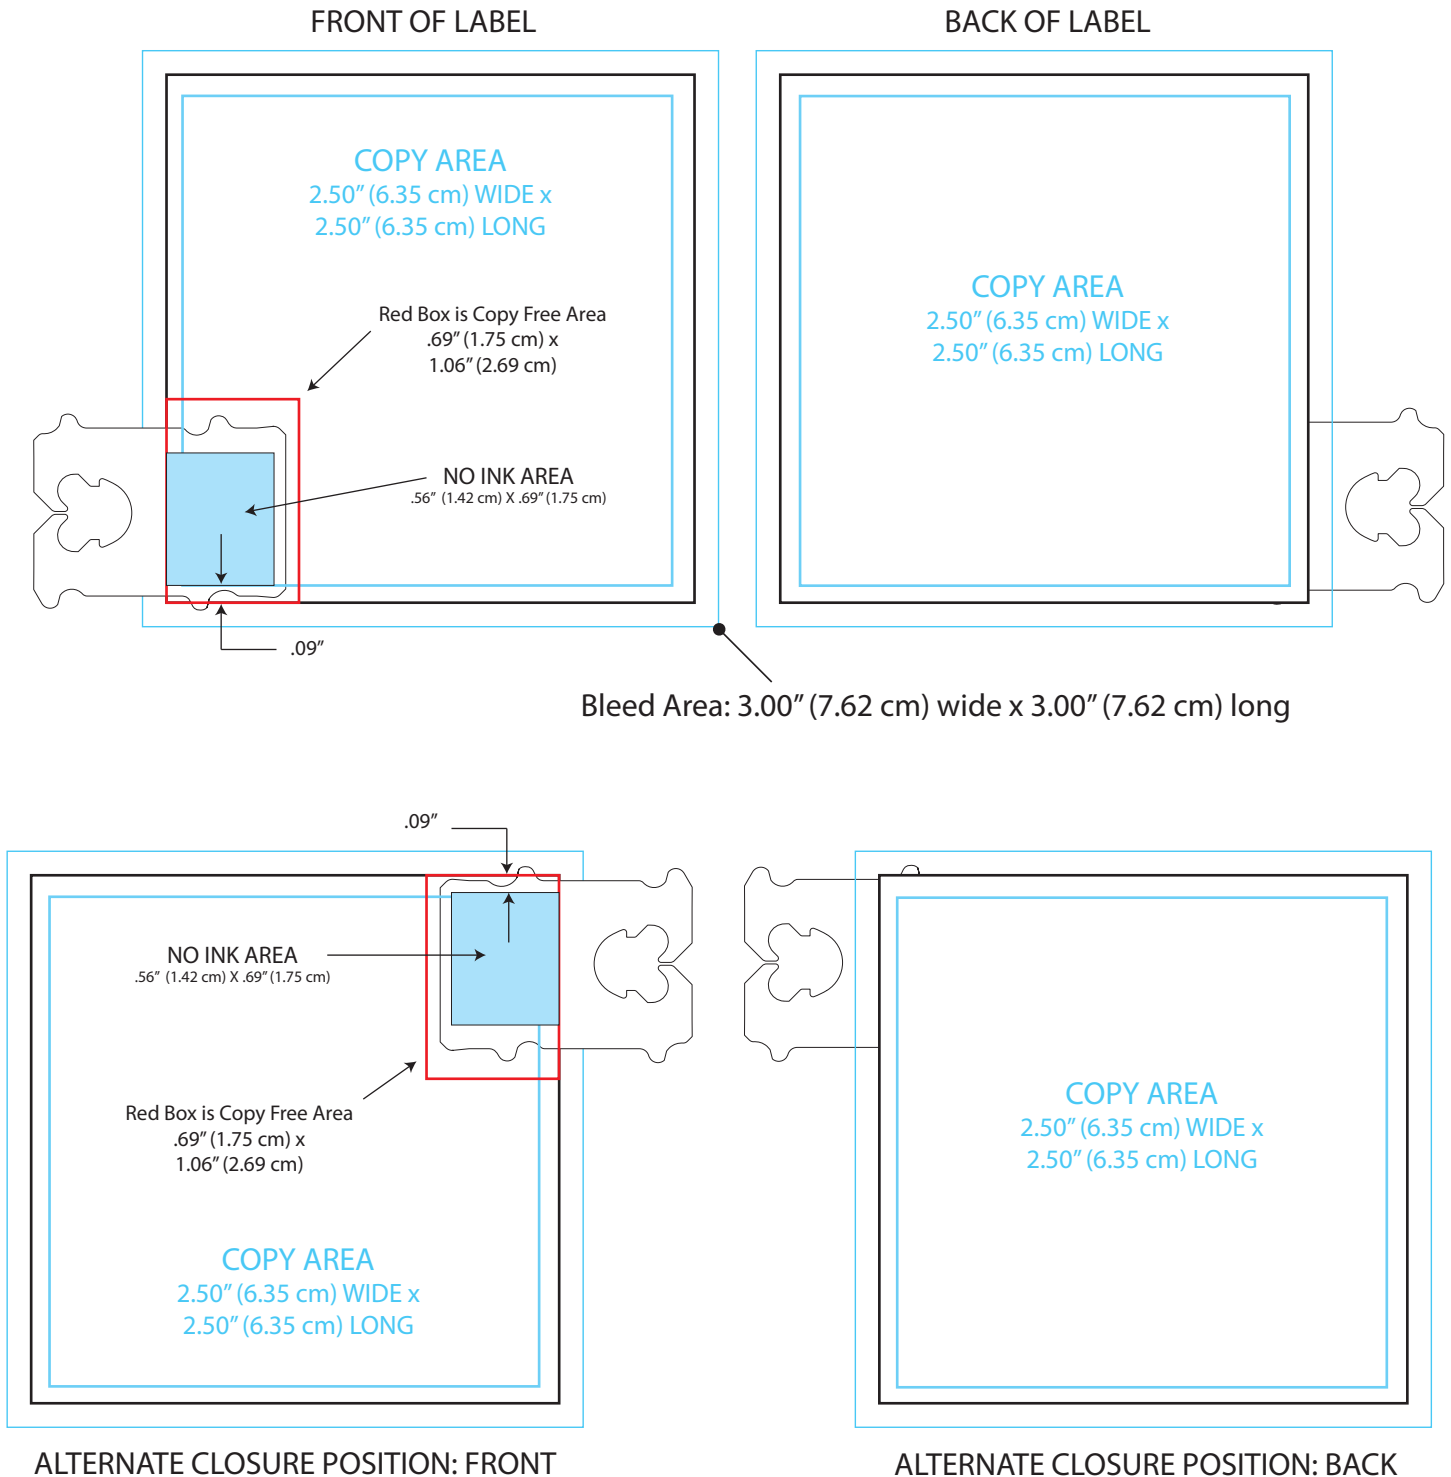 FRONT OF LABEL
BACK OF LABEL
COPY AREA
2.50″ (6.35 cm) WIDE x
2.50″ (6.35 cm) LONG
Red Box is Copy Free Area
.69″ (1.75 cm) x
1.06″ (2.69 cm)
NO INK AREA
.56″ (1.42 cm) X .69″ (1.75 cm)
.09″
COPY AREA
2.50″ (6.35 cm) WIDE x
2.50″ (6.35 cm) LONG
Bleed Area: 3.00″ (7.62 cm) wide x 3.00″ (7.62 cm) long
.09″
NO INK AREA
.56″ (1.42 cm) X .69″ (1.75 cm)
Red Box is Copy Free Area
.69″ (1.75 cm) x
1.06″ (2.69 cm)
COPY AREA
2.50″ (6.35 cm) WIDE x
2.50″ (6.35 cm) LONG
COPY AREA
2.50″ (6.35 cm) WIDE x
2.50″ (6.35 cm) LONG
ALTERNATE CLOSURE POSITION: FRONT
ALTERNATE CLOSURE POSITION: BACK